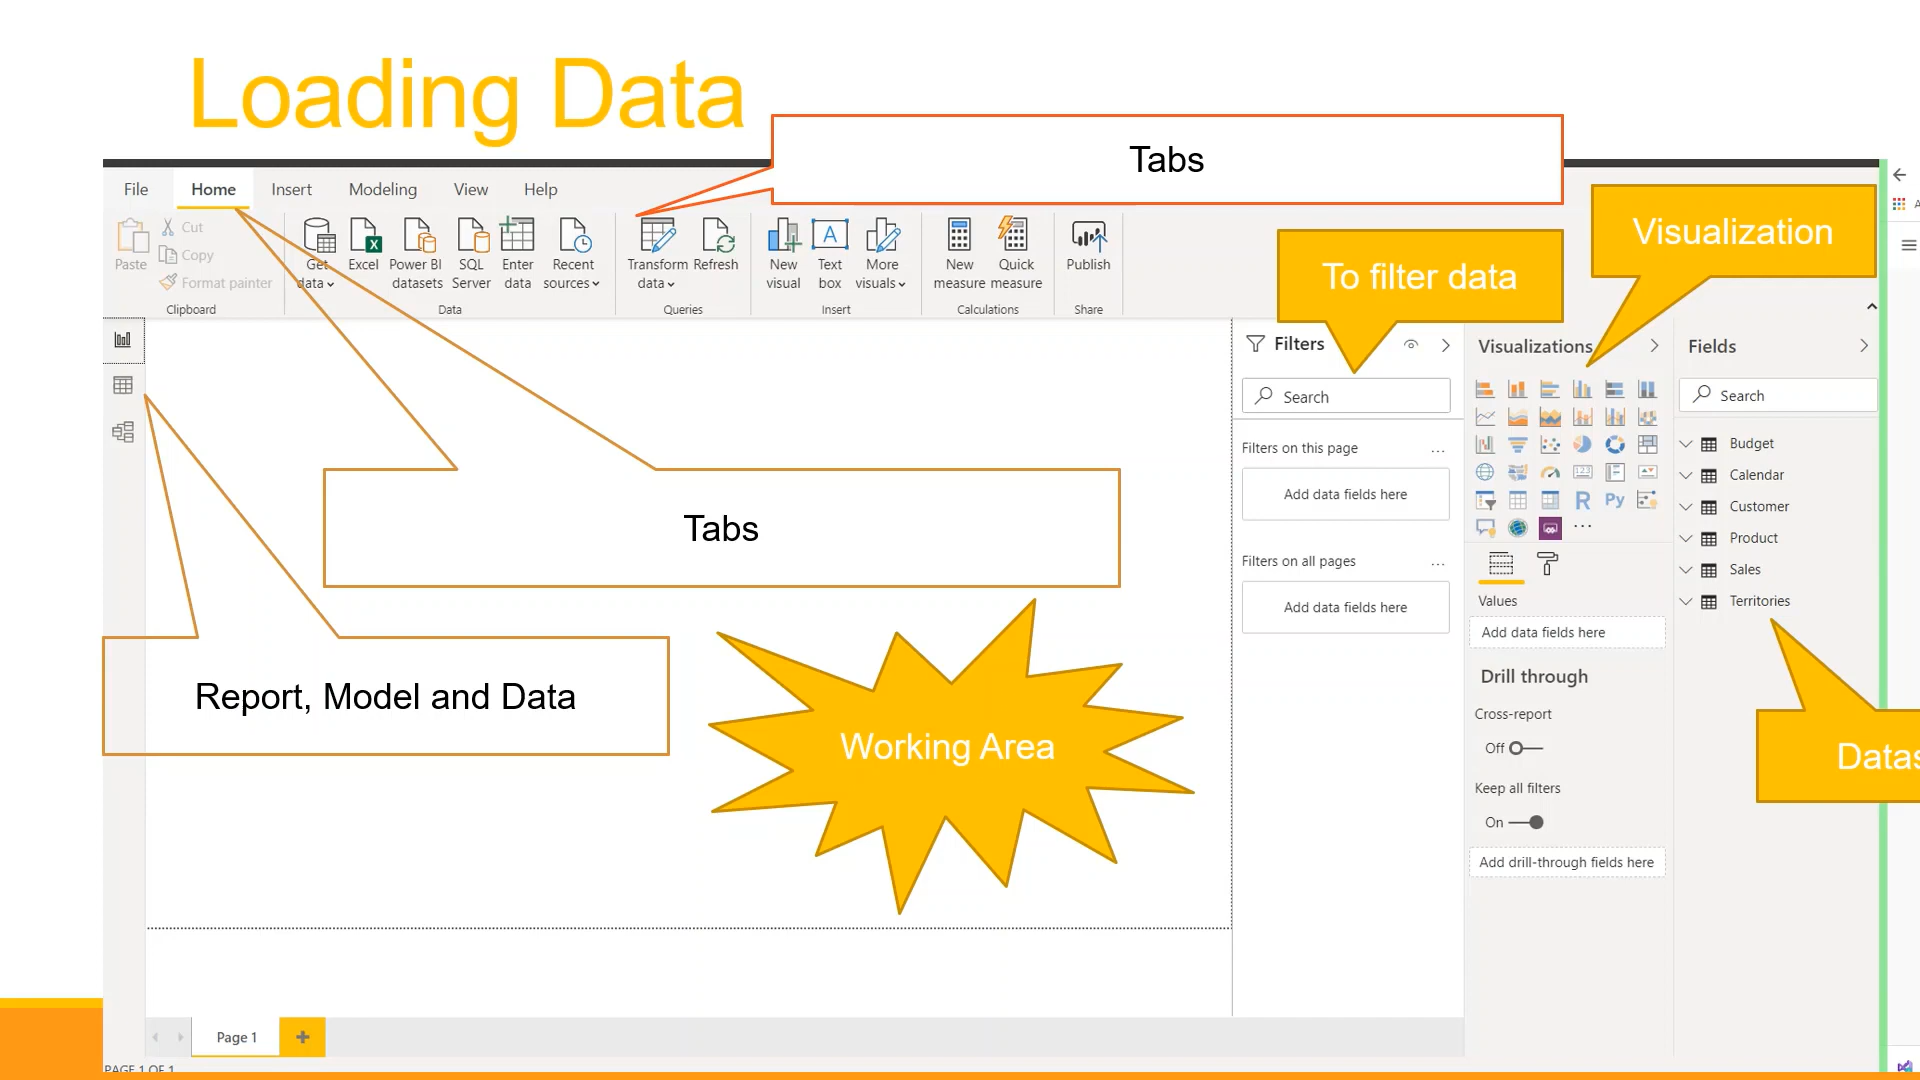 Loading Data
Tabs
File Home Insert Modeling View Help
Visualization
Paste
Cut
Copy
Format painter
Clipboard
Get data
Excel
Power BI datasets
SQL Server
Enter data
Recent sources
Data
Transform data
Refresh
Queries
New visual
Text box
More visuals
Insert
New measure
Quick measure
Calculations
Publish
Share
To filter data
Filters
Search
Filters on this page
...
Add data fields here
Filters on all pages
...
Add data fields here
Visualizations
123
R
Py
...
Values
Add data fields here
Drill through
Cross-report
Off
Keep all filters
On
Add drill-through fields here
Fields
Search
Budget
Calendar
Customer
Product
Sales
Territories
Tabs
Report, Model and Data
Working Area
Page 1
PAGE 1 OF 1